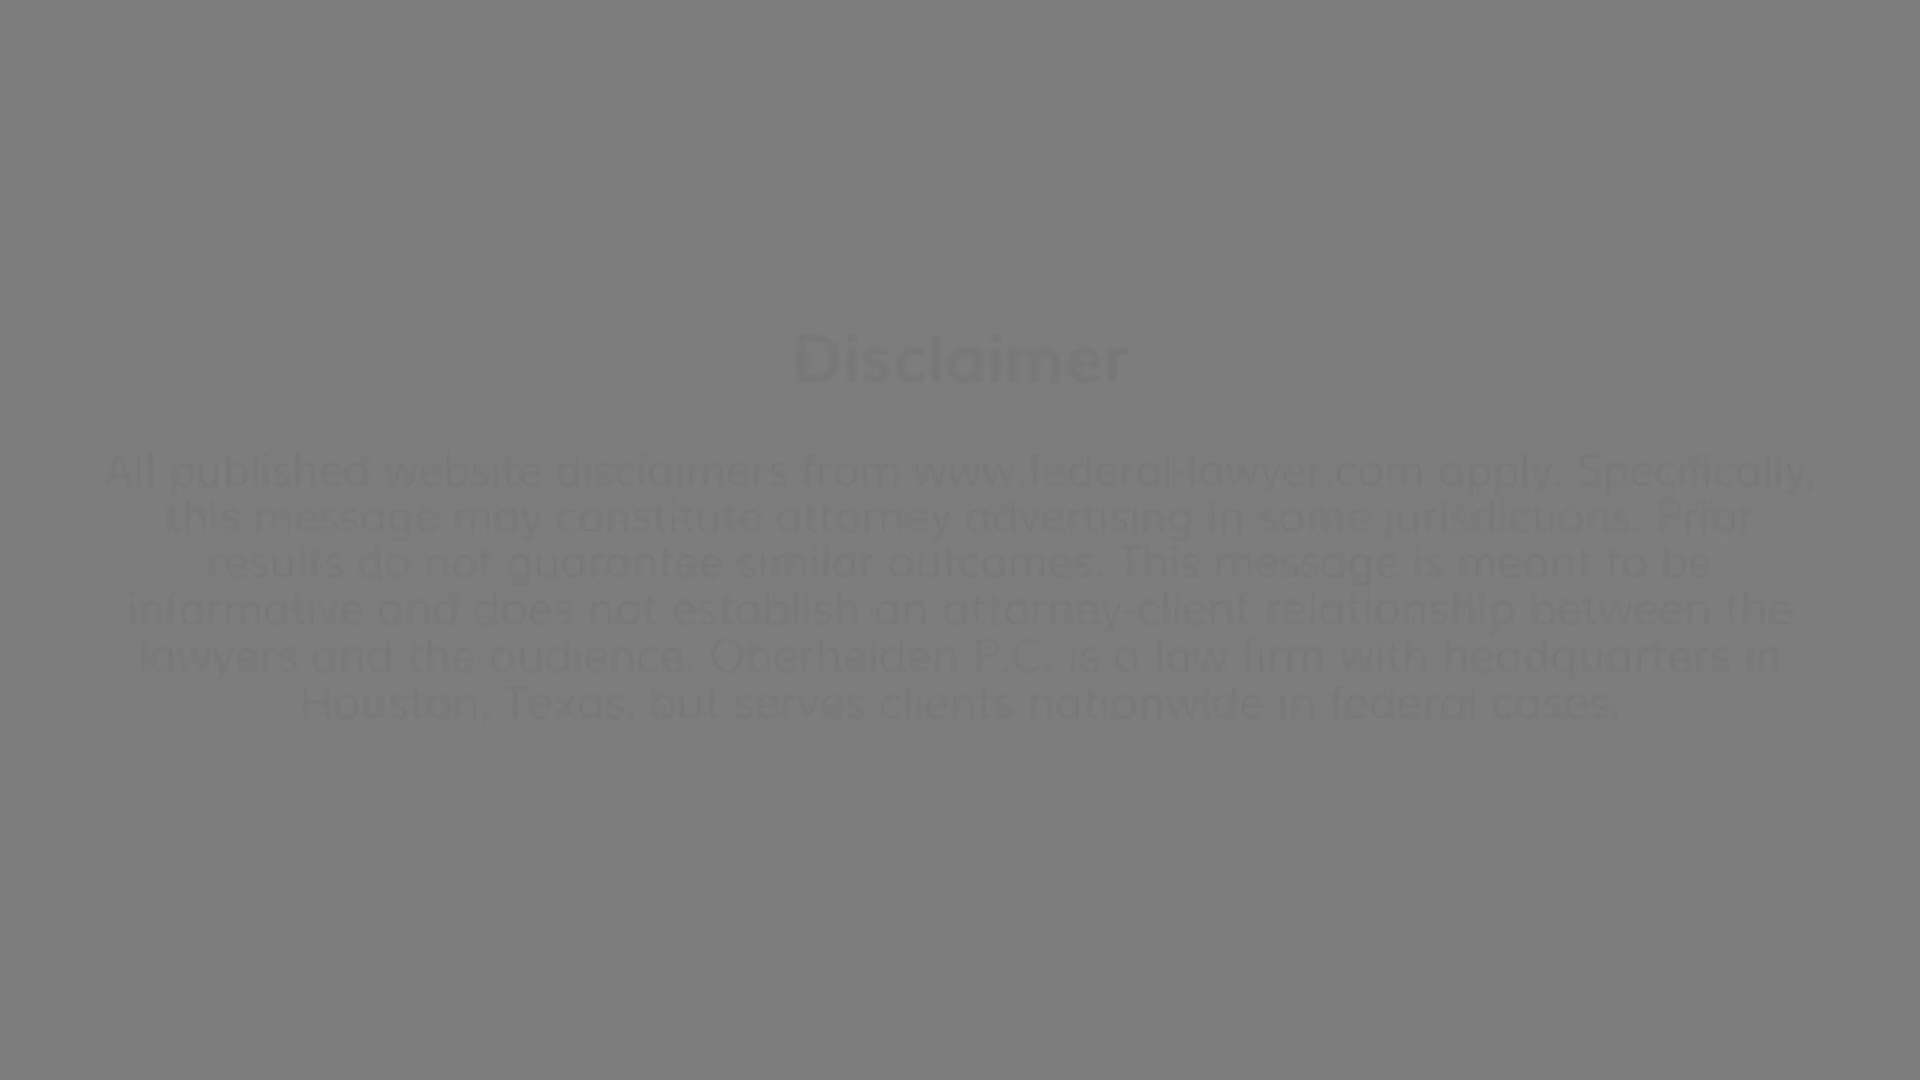 Disclaimer
All published website disclaimers from www.federal-lawyer.com apply. Specifically,
this message may constitute attorney advertising in some jurisdictions. Prior
results do not guarantee similar outcomes. This message is meant to be
informative and does not establish an attorney-client relationship between the
lawyers and the audience. Oberheiden P.C. is a law firm with headquarters in
Houston, Texas, but serves clients nationwide in federal cases.